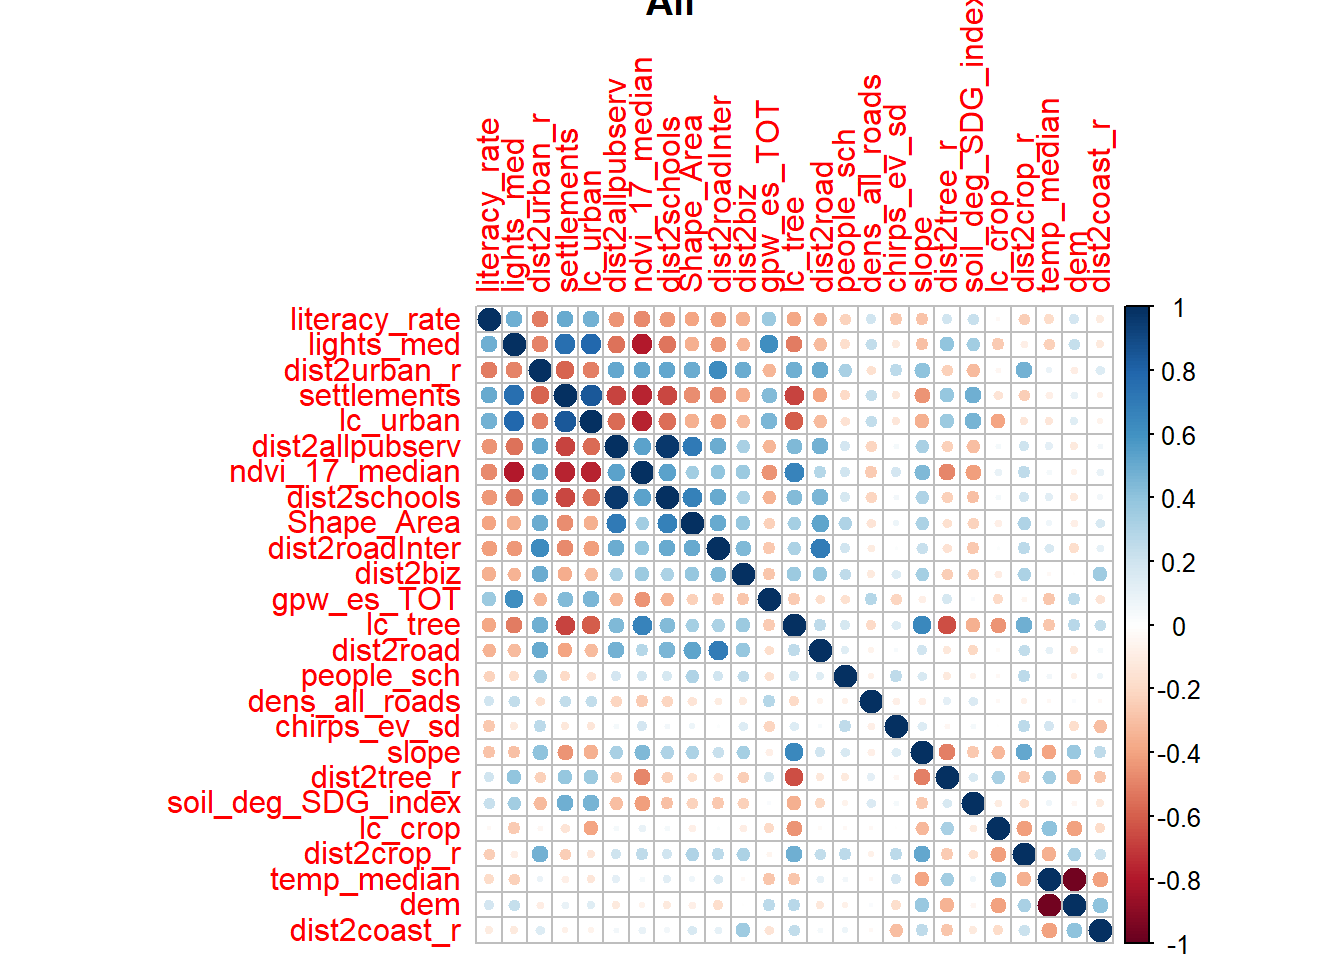 All
literacy_rate
lights_med
dist2urban_r
settlements
lc_urban
dist2allpubserv
ndvi_17_median
dist2schools
Shape_Area
dist2roadInter
dist2biz
gpw_es_TOT
lc_tree
dist2road
people_sch
dens_all_roads
chirps_ev_sd
slope
dist2tree_r
soil_deg_SDG_index
lc_crop
dist2crop_r
temp_median
dem
dist2coast_r
literacy_rate
lights_med
dist2urban_r
settlements
lc_urban
dist2allpubserv
ndvi_17_median
dist2schools
Shape_Area
dist2roadInter
dist2biz
gpw_es_TOT
lc_tree
dist2road
people_sch
dens_all_roads
chirps_ev_sd
slope
dist2tree_r
soil_deg_SDG_index
lc_crop
dist2crop_r
temp_median
dem
dist2coast_r
1
0.8
0.6
0.4
0.2
0
-0.2
-0.4
-0.6
-0.8
-1